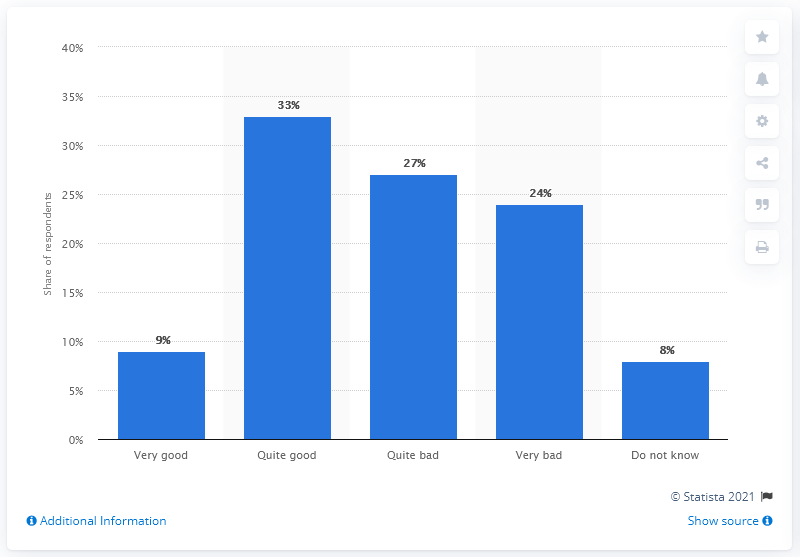 40%
35%
30%
25%
20%
15%
10%
5%
0%
Share of respondents
9%
33%
27%
24%
8%
Very good
Quite good
Quite bad
Very bad
Do not know
© Statista 2021
Additional Information
Show source